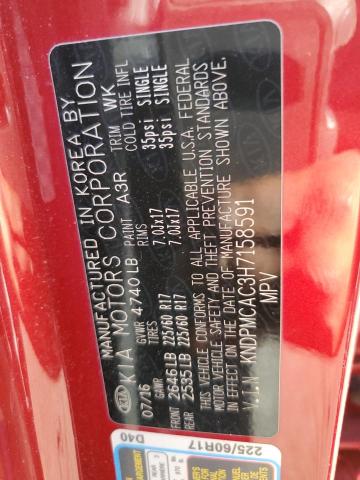 MANUFACTURED IN KOREA BY
KIA MOTORS CORPORATION
07/16 GVWR 4740LB PAINT A3R TRIM WK
GAWR TIRES RIMS COLD TIRE INFL
FRONT 2646LB 225/60 R17 7.0JX17 35psi SINGLE
REAR 2535LB 225/60 R17 7.0JX17 35psi SINGLE
THIS VEHICLE CONFORMS TO ALL APPLICABLE U.S.A. FEDERAL
MOTOR VEHICLE SAFETY AND THEFT PREVENTION STANDARDS
IN EFFECT ON THE DATE OF MANUFACTURE SHOWN ABOVE.
V.I.N KNDPMCAC3H7158591
MPV
KIA
D40
225/60R17